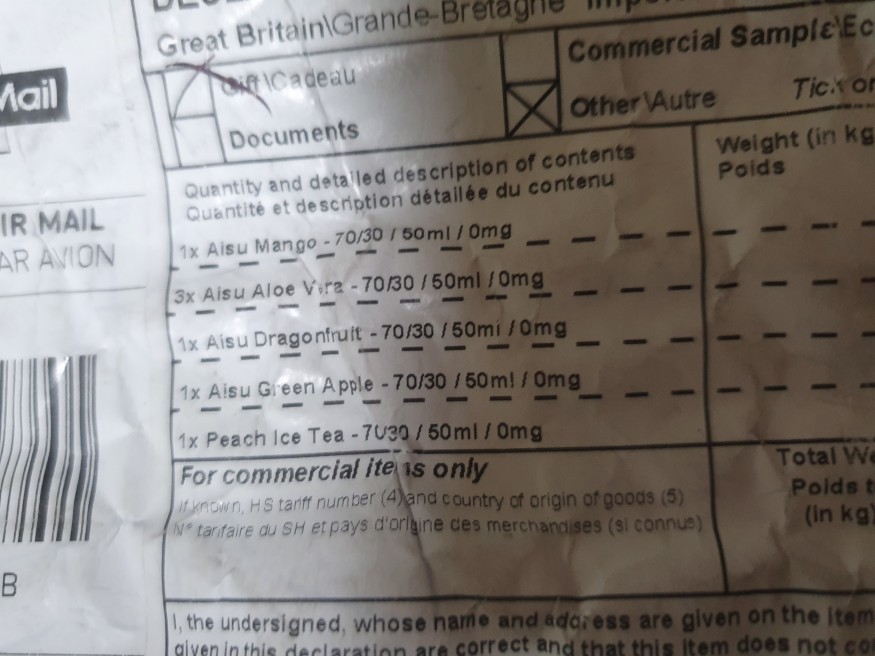 Great Britain\Grande-Bretagne
Gift\Cadeau
Commercial Sample\Ec
Mail
Documents
Other\Autre
Tick or
Quantity and detailed description of contents
Quantité et description détailée du contenu
Weight (in kg
Poids
IR MAIL
AR AVION
1x Aisu Mango - 70/30 / 50ml / 0mg
3x Aisu Aloe Vera - 70/30 / 50ml / 0mg
1x Aisu Dragonfruit - 70/30 / 50ml / 0mg
1x Aisu Green Apple - 70/30 / 50ml / 0mg
1x Peach Ice Tea - 70/30 / 50ml / 0mg
For commercial items only
If known, HS tariff number (4) and country of origin of goods (5)
N° tarifaire du SH et pays d'origine des merchandises (si connus)
Total We
Poids t
(in kg)
B
I, the undersigned, whose name and address are given on the item
given in this declaration are correct and that this item does not co